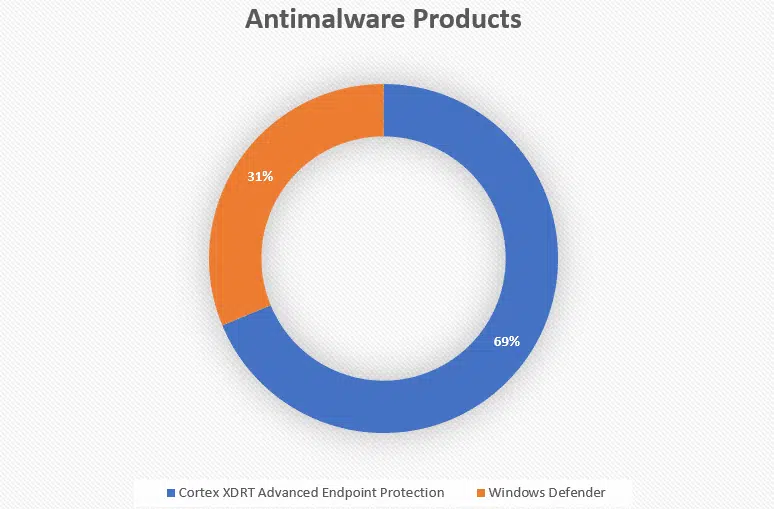 Antimalware Products
31%
69%
Cortex XDRT Advanced Endpoint Protection
Windows Defender